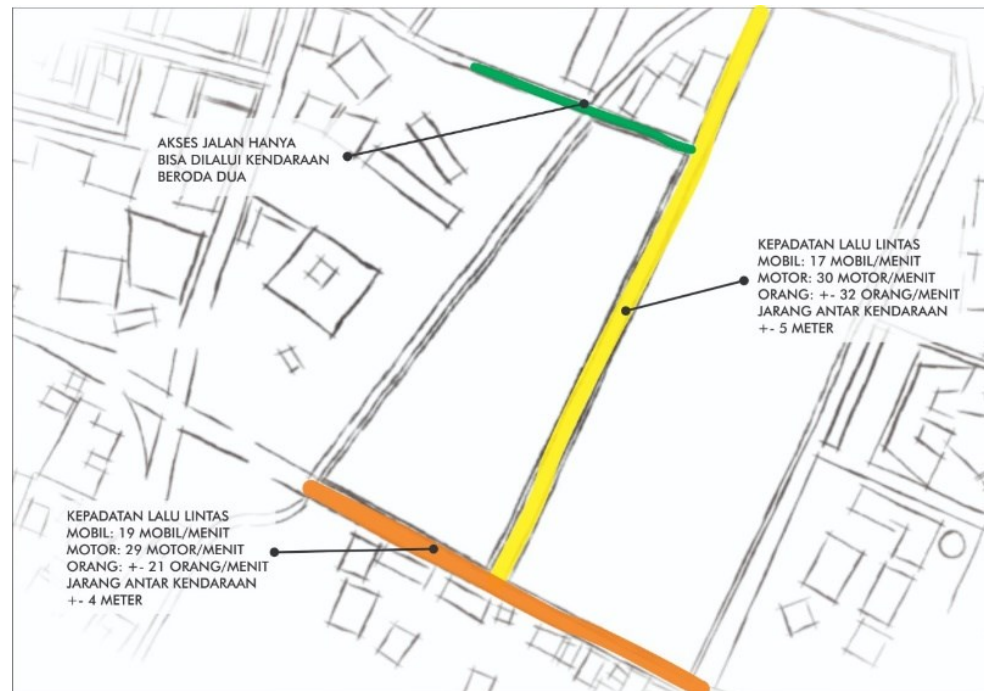 AKSES JALAN HANYA
BISA DILALUI KENDARAAN
BERODA DUA
KEPADATAN LALU LINTAS
MOBIL: 17 MOBIL/MENIT
MOTOR: 30 MOTOR/MENIT
ORANG: +- 32 ORANG/MENIT
JARANG ANTAR KENDARAAN
+- 5 METER
KEPADATAN LALU LINTAS
MOBIL: 19 MOBIL/MENIT
MOTOR: 29 MOTOR/MENIT
ORANG: +- 21 ORANG/MENIT
JARANG ANTAR KENDARAAN
+- 4 METER